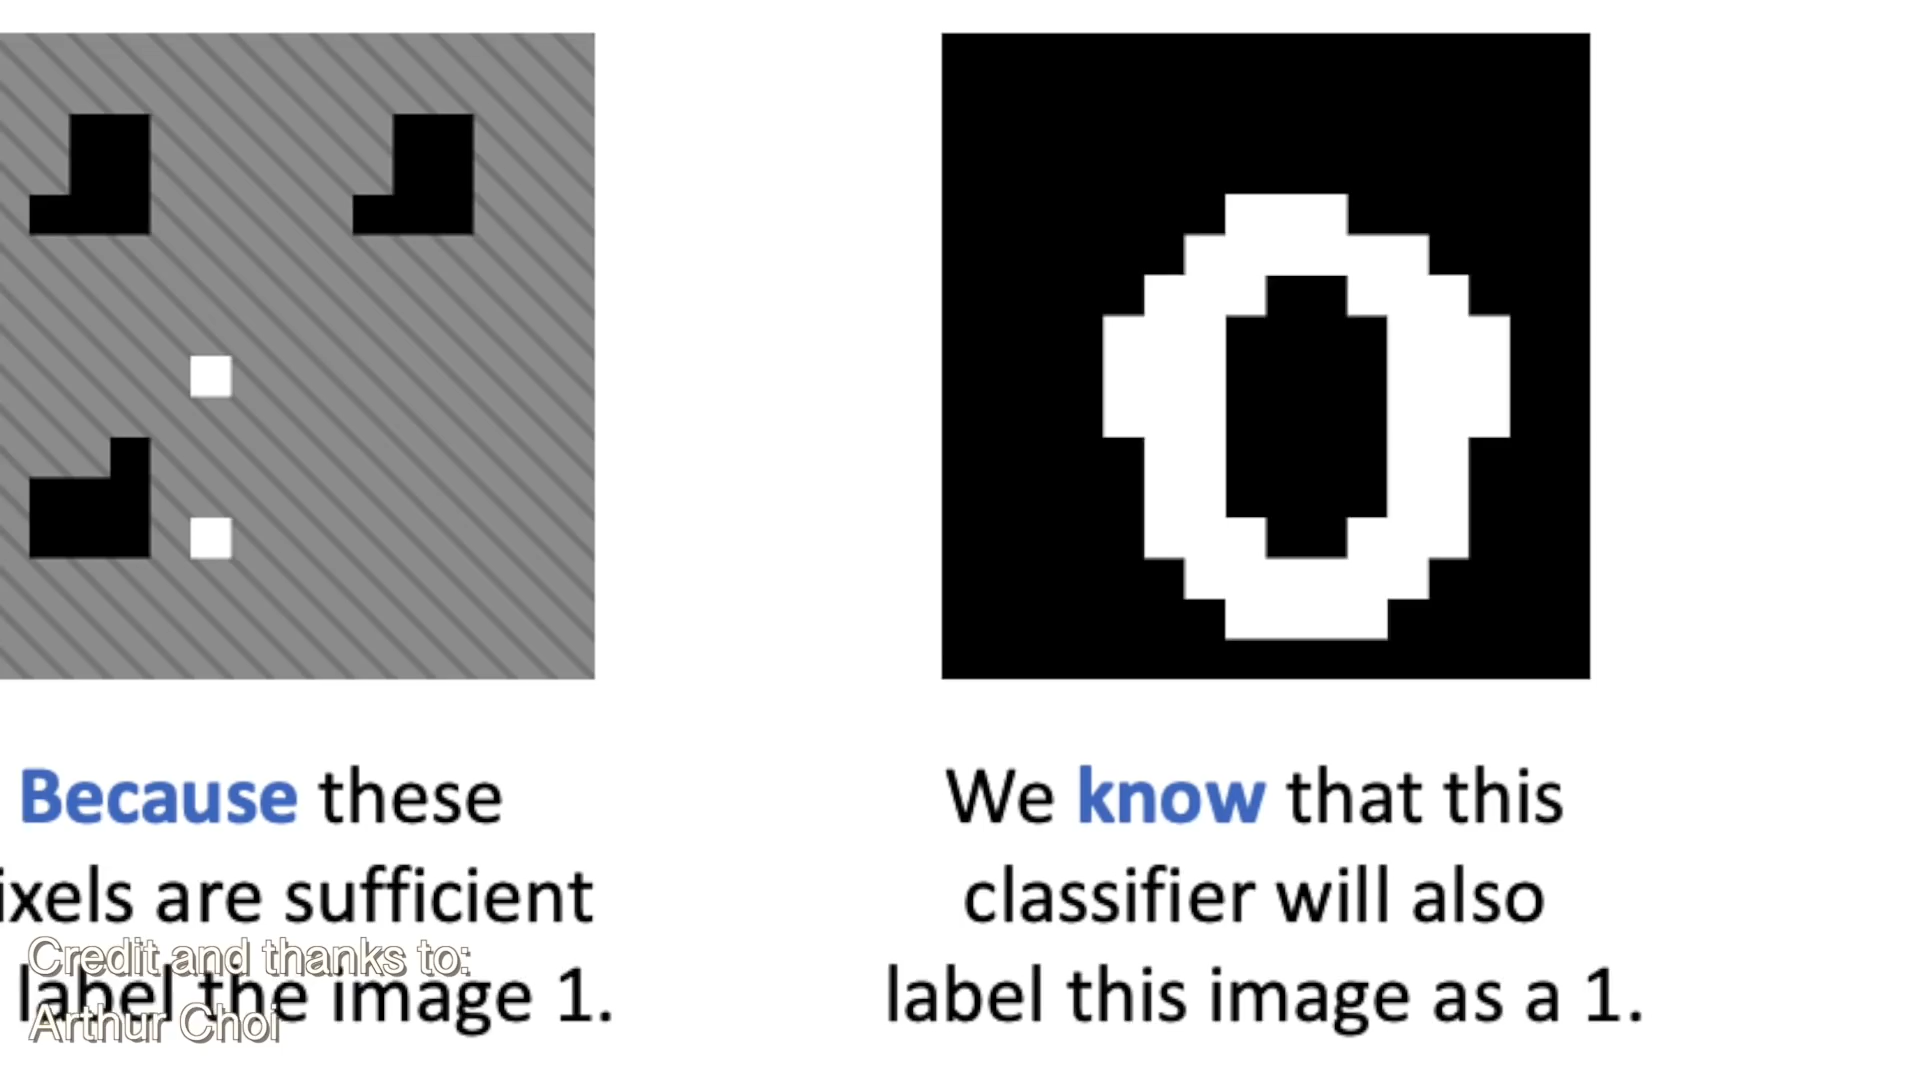 Because these
ixels are sufficient
label the image 1.
We know that this
classifier will also
label this image as a 1.
Credit and thanks to:
Arthur Choi